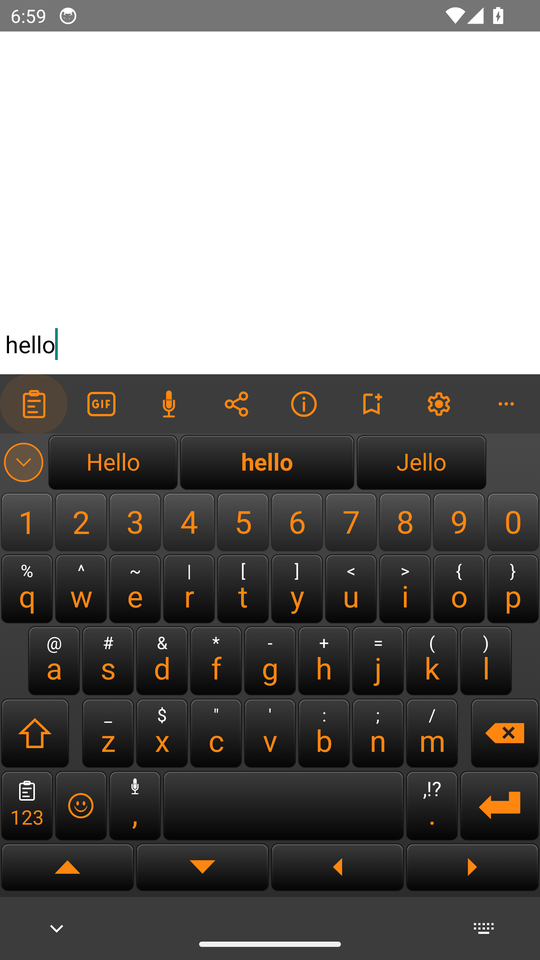 6:59
hello
GIF
Hello hello Jello
1 2 3 4 5 6 7 8 9 0
% ^ ~ | [ ] < > { }
q w e r t y u i o p
@ # & * - + = ( )
a s d f g h j k l
_ $ " ' : ; /
z x c v b n m
,!?
123 , .